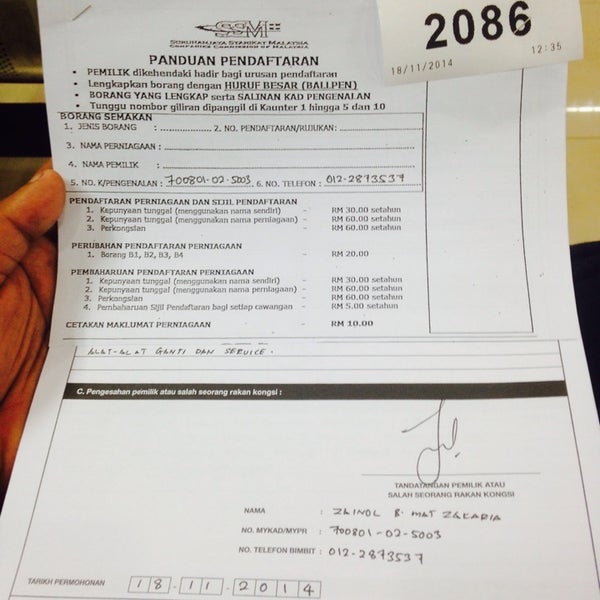 2086
18/11/2014 12:35
SSM
SURUHANJAYA SYARIKAT MALAYSIA
COMPANIES COMMISSION OF MALAYSIA
PANDUAN PENDAFTARAN
• PEMILIK dikehendaki hadir bagi urusan pendaftaran
• Lengkapkan borang dengan HURUF BESAR (BALLPEN)
• BORANG YANG LENGKAP serta SALINAN KAD PENGENALAN
• Tunggu nombor giliran dipanggil di Kaunter 1 hingga 5 dan 10
BORANG SEMAKAN
1. JENIS BORANG : .................. 2. NO. PENDAFTARAN/RUJUKAN: ..................
3. NAMA PERNIAGAAN : ..................
4. NAMA PEMILIK : ..................
5. NO. K/PENGENALAN : 700801-02-5003. 6. NO. TELEFON : 012-2873537
PENDAFTARAN PERNIAGAAN DAN SIJIL PENDAFTARAN
1. Kepunyaan tunggal (menggunakan nama sendiri) - RM 30.00 setahun
2. Kepunyaan tunggal (menggunakan nama perniagaan) - RM 60.00 setahun
3. Perkongsian - RM 60.00 setahun
PERUBAHAN PENDAFTARAN PERNIAGAAN
1. Borang B1, B2, B3, B4 - RM 20.00
PEMBAHARUAN PENDAFTARAN PERNIAGAAN
1. Kepunyaan tunggal (menggunakan nama sendiri) - RM 30.00 setahun
2. Kepunyaan tunggal (menggunakan nama perniagaan) - RM 60.00 setahun
3. Perkongsian - RM 60.00 setahun
4. Pembaharuan Sijil Pendaftaran bagi setiap cawangan - RM 5.00 setahun
CETAKAN MAKLUMAT PERNIAGAAN - RM 10.00
ALAT-ALAT GANTI DAN SERVICE.
C. Pengesahan pemilik atau salah seorang rakan kongsi :
TANDATANGAN PEMILIK ATAU
SALAH SEORANG RAKAN KONGSI
NAMA : ZAINOL B. MAT ZAKARIA
NO. MYKAD/MYPR : 700801-02-5003
NO. TELEFON BIMBIT : 012-2873537
TARIKH PERMOHONAN 18-11-2014